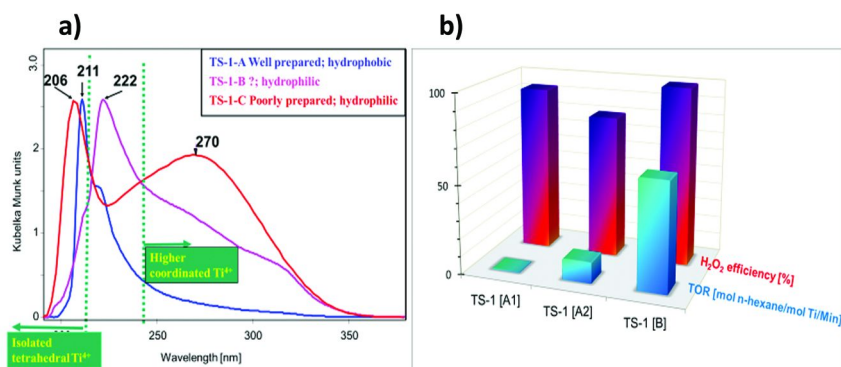 a)
3.0
2
1
0
Kubelka Munk units
206
211
222
270
TS-1-A Well prepared; hydrophobic
TS-1-B ?; hydrophilic
TS-1-C Poorly prepared; hydrophilic
Higher
coordinated Ti⁴⁺
Isolated
tetrahedral Ti⁴⁺
250
300
350
Wavelength [nm]
b)
100
50
0
TS-1 [A1]
TS-1 [A2]
TS-1 [B]
H₂O₂ efficiency [%]
TOR [mol n-hexane/mol Ti/Min]